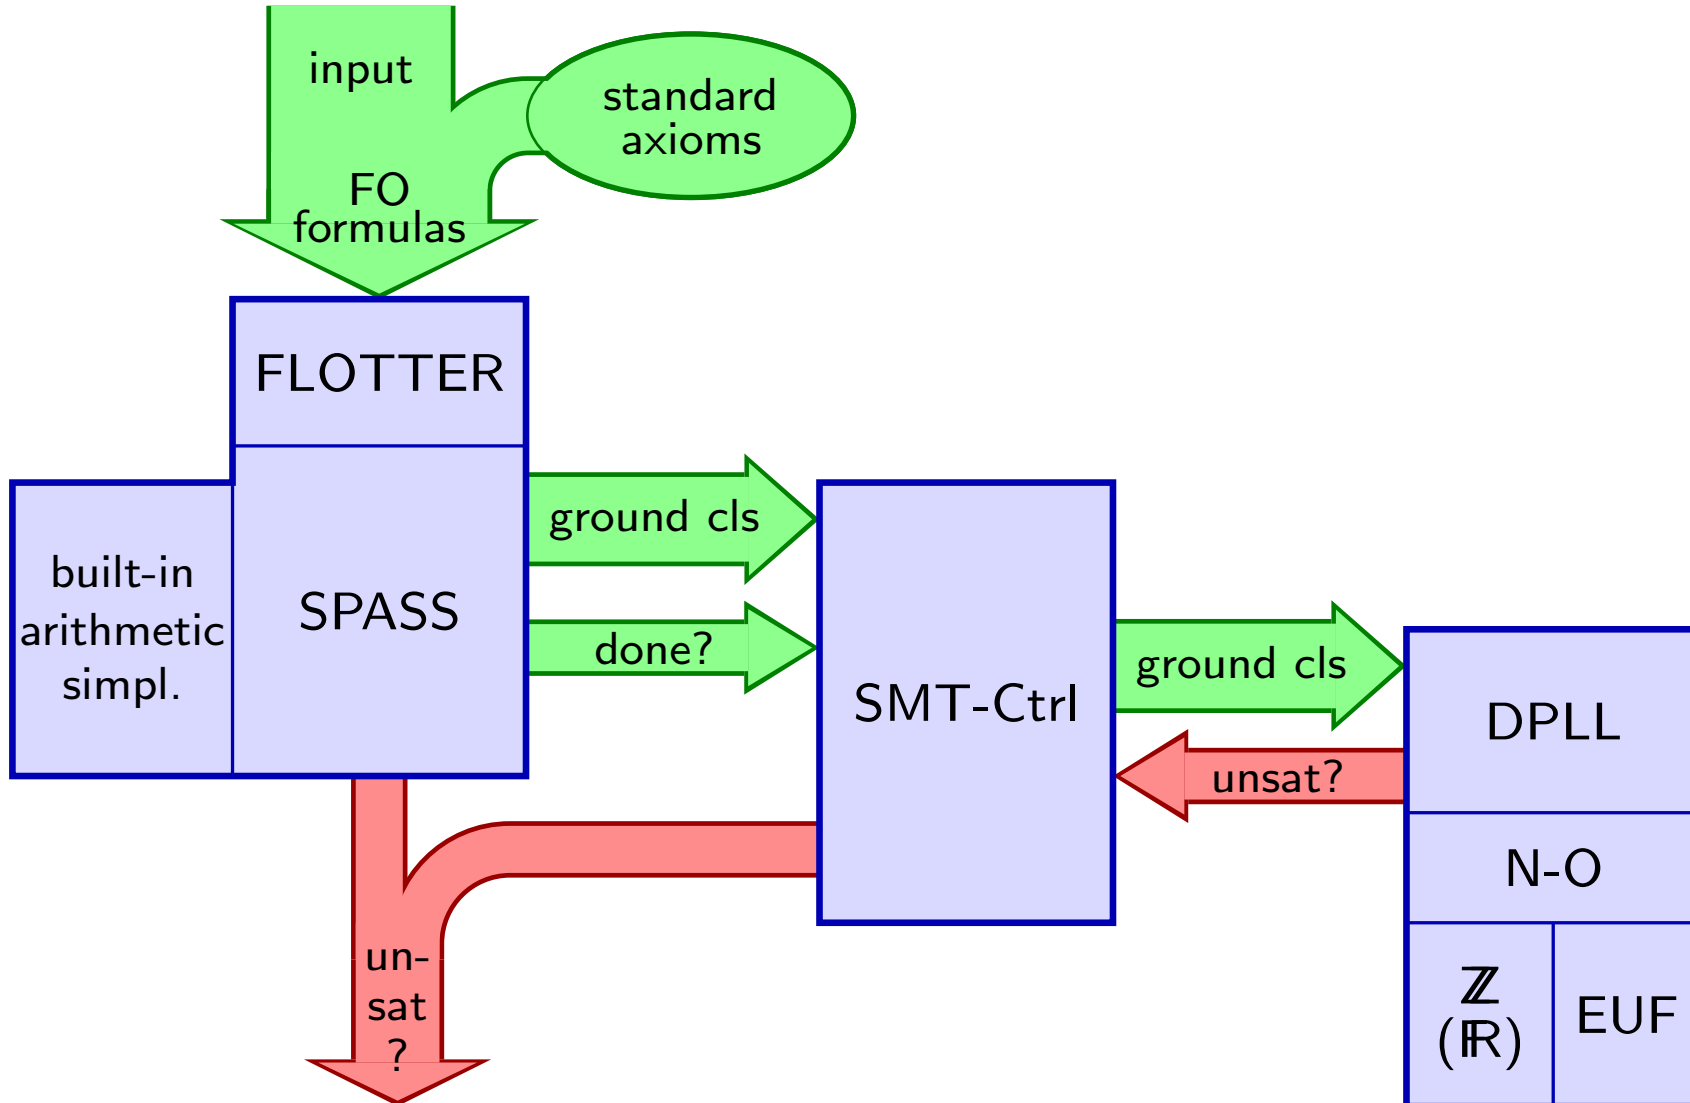 input
standard
axioms
FO
formulas
FLOTTER
ground cls
built-in
arithmetic
simpl.
SPASS
done?
SMT-Ctrl
ground cls
DPLL
unsat?
N-O
un-
sat
?
ℤ
(ℝ)
EUF